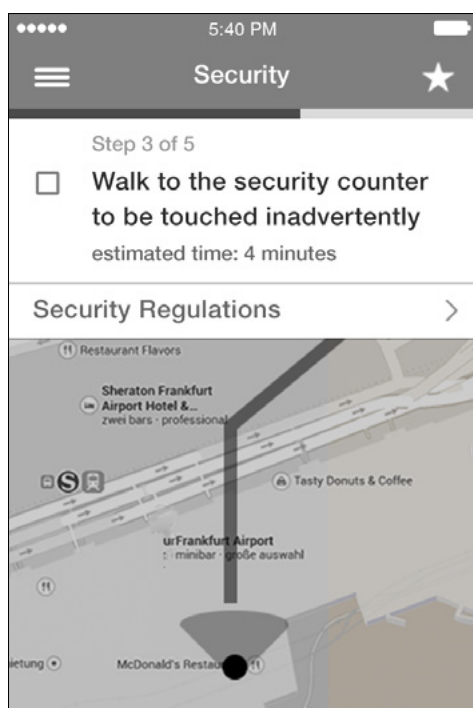 5:40 PM
Security
Step 3 of 5
Walk to the security counter
to be touched inadvertently
estimated time: 4 minutes
Security Regulations
Restaurant Flavors
Sheraton Frankfurt
Airport Hotel &...
zwei bars · professional
S
Tasty Donuts & Coffee
urFrankfurt Airport
minibar · große auswahl
ietung
McDonald's Restau